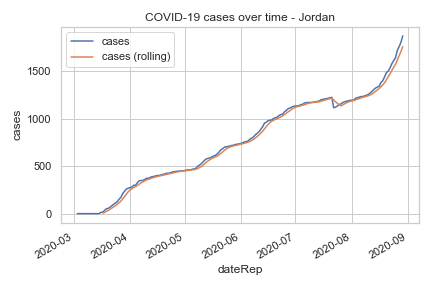 COVID-19 cases over time - Jordan
cases
cases (rolling)
1500
1000
500
0
cases
2020-03
2020-04
2020-05
2020-06
2020-07
2020-08
2020-09
dateRep